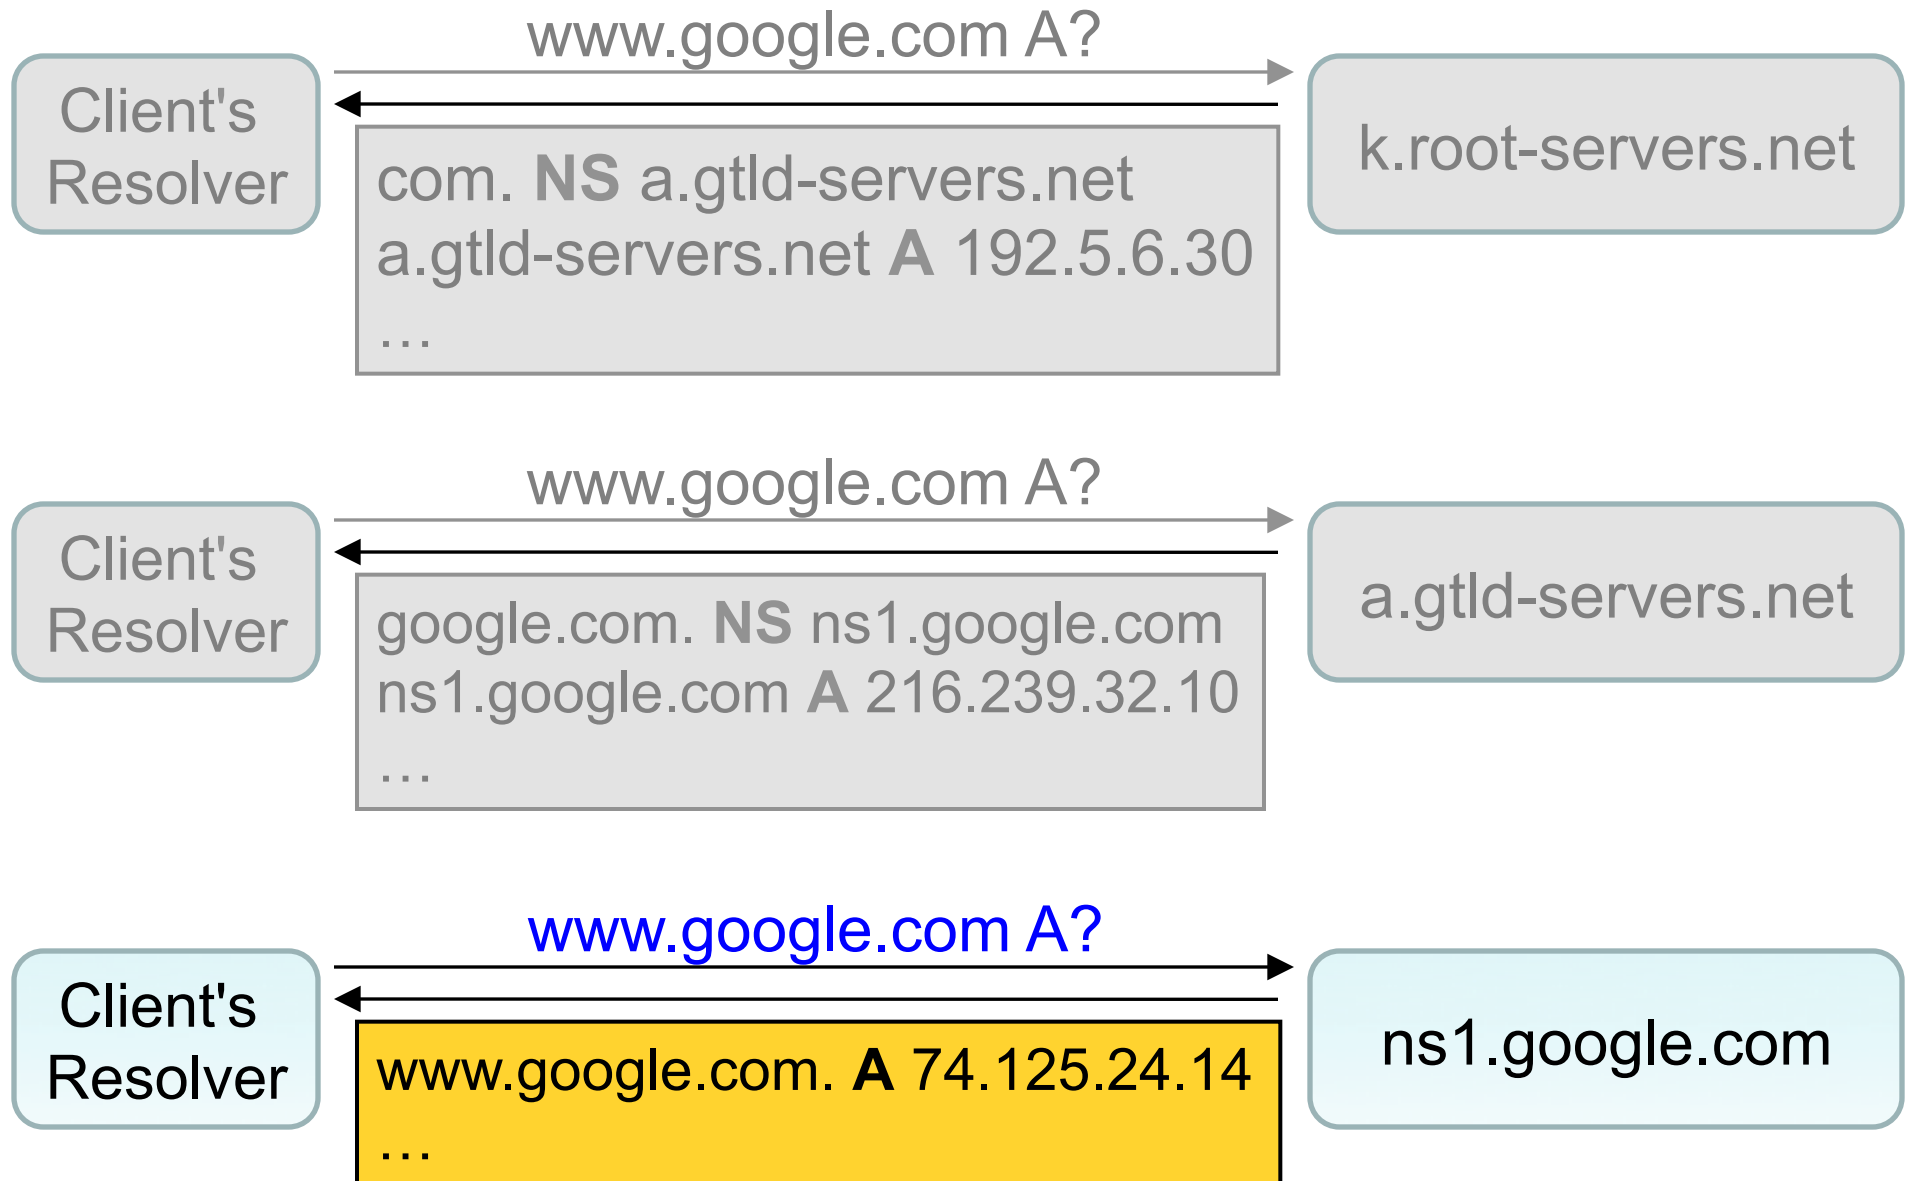 www.google.com A?
Client's
Resolver
k.root-servers.net
com. NS a.gtld-servers.net
a.gtld-servers.net A 192.5.6.30
…
www.google.com A?
Client's
Resolver
a.gtld-servers.net
google.com. NS ns1.google.com
ns1.google.com A 216.239.32.10
…
www.google.com A?
Client's
Resolver
ns1.google.com
www.google.com. A 74.125.24.14
…